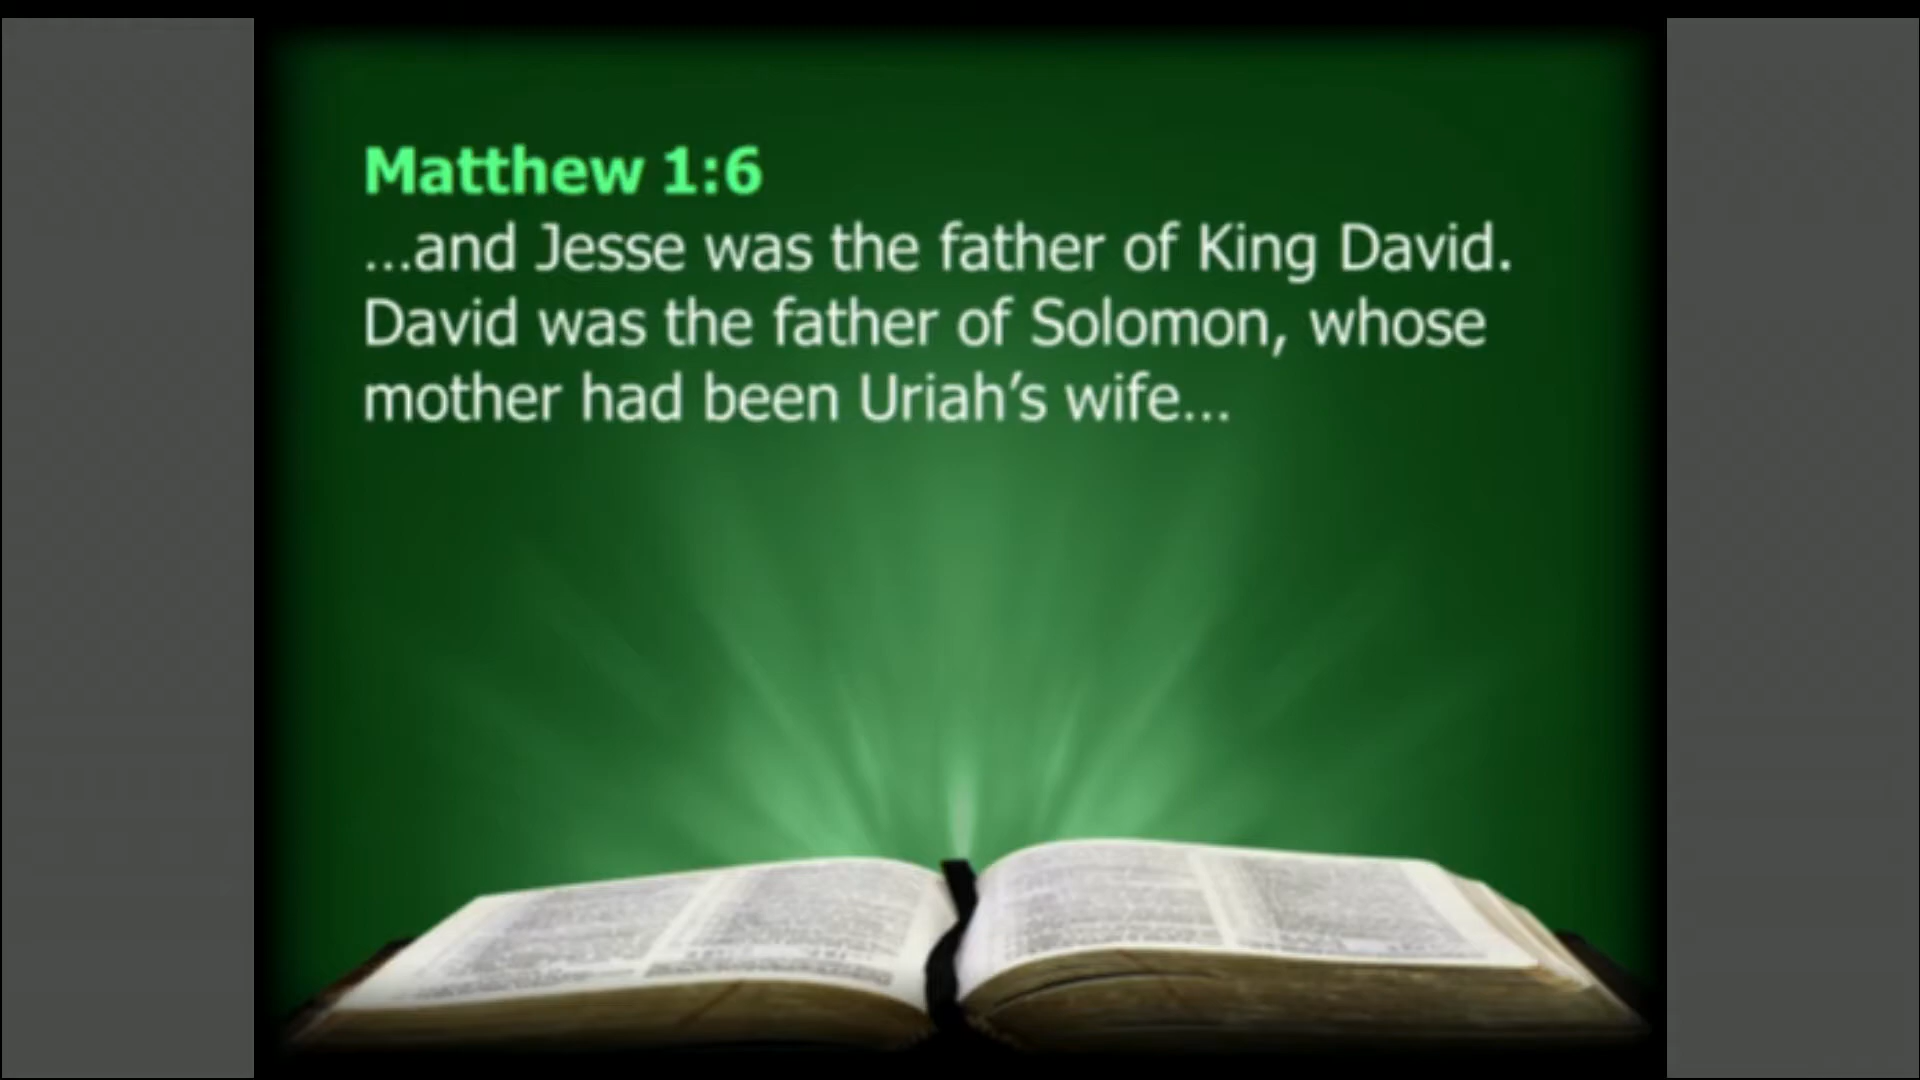 Matthew 1:6
…and Jesse was the father of King David.
David was the father of Solomon, whose
mother had been Uriah’s wife…